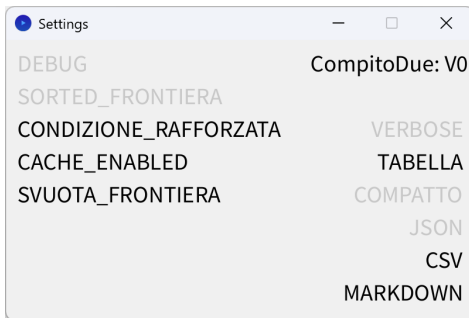 Settings
DEBUG
SORTED_FRONTIERA
CONDIZIONE_RAFFORZATA
CACHE_ENABLED
SVUOTA_FRONTIERA
CompitoDue: V0
VERBOSE
TABELLA
COMPATTO
JSON
CSV
MARKDOWN